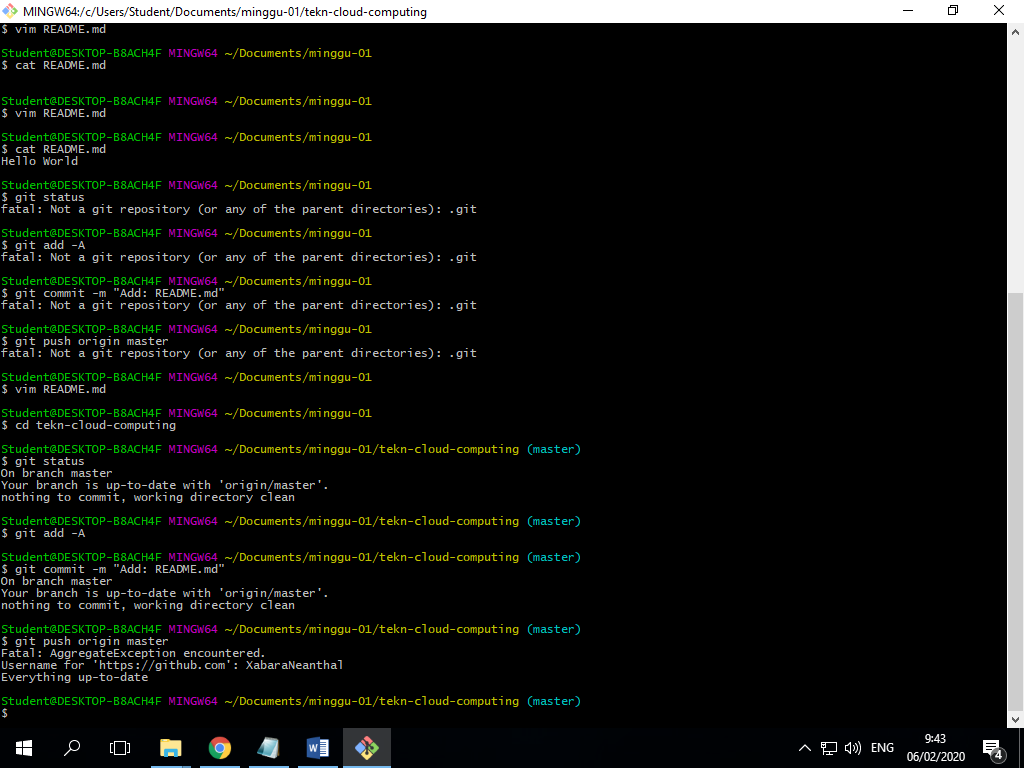 MINGW64:/c/Users/Student/Documents/minggu-01/tekn-cloud-computing
$ vim README.md
Student@DESKTOP-B8ACH4F MINGW64 ~/Documents/minggu-01
$ cat README.md
Student@DESKTOP-B8ACH4F MINGW64 ~/Documents/minggu-01
$ vim README.md
Student@DESKTOP-B8ACH4F MINGW64 ~/Documents/minggu-01
$ cat README.md
Hello World
Student@DESKTOP-B8ACH4F MINGW64 ~/Documents/minggu-01
$ git status
fatal: Not a git repository (or any of the parent directories): .git
Student@DESKTOP-B8ACH4F MINGW64 ~/Documents/minggu-01
$ git add -A
fatal: Not a git repository (or any of the parent directories): .git
Student@DESKTOP-B8ACH4F MINGW64 ~/Documents/minggu-01
$ git commit -m "Add: README.md"
fatal: Not a git repository (or any of the parent directories): .git
Student@DESKTOP-B8ACH4F MINGW64 ~/Documents/minggu-01
$ git push origin master
fatal: Not a git repository (or any of the parent directories): .git
Student@DESKTOP-B8ACH4F MINGW64 ~/Documents/minggu-01
$ vim README.md
Student@DESKTOP-B8ACH4F MINGW64 ~/Documents/minggu-01
$ cd tekn-cloud-computing
Student@DESKTOP-B8ACH4F MINGW64 ~/Documents/minggu-01/tekn-cloud-computing (master)
$ git status
On branch master
Your branch is up-to-date with 'origin/master'.
nothing to commit, working directory clean
Student@DESKTOP-B8ACH4F MINGW64 ~/Documents/minggu-01/tekn-cloud-computing (master)
$ git add -A
Student@DESKTOP-B8ACH4F MINGW64 ~/Documents/minggu-01/tekn-cloud-computing (master)
$ git commit -m "Add: README.md"
On branch master
Your branch is up-to-date with 'origin/master'.
nothing to commit, working directory clean
Student@DESKTOP-B8ACH4F MINGW64 ~/Documents/minggu-01/tekn-cloud-computing (master)
$ git push origin master
Fatal: AggregateException encountered.
Username for 'https://github.com': XabaraNeanthal
Everything up-to-date
Student@DESKTOP-B8ACH4F MINGW64 ~/Documents/minggu-01/tekn-cloud-computing (master)
$
ENG
9:43
06/02/2020
4